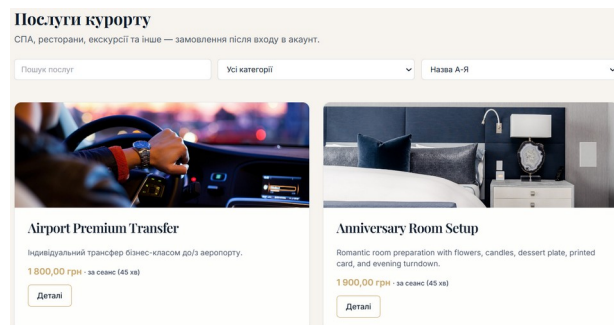 Послуги курорту
СПА, ресторани, екскурсії та інше — замовлення після входу в акаунт.
Пошук послуг
Усі категорії
Назва А-Я
Airport Premium Transfer
Індивідуальний трансфер бізнес-класом до/з аеропорту.
1 800,00 грн · за сеанс (45 хв)
Деталі
Anniversary Room Setup
Romantic room preparation with flowers, candles, dessert plate, printed
card, and evening turndown.
1 900,00 грн · за сеанс (45 хв)
Деталі